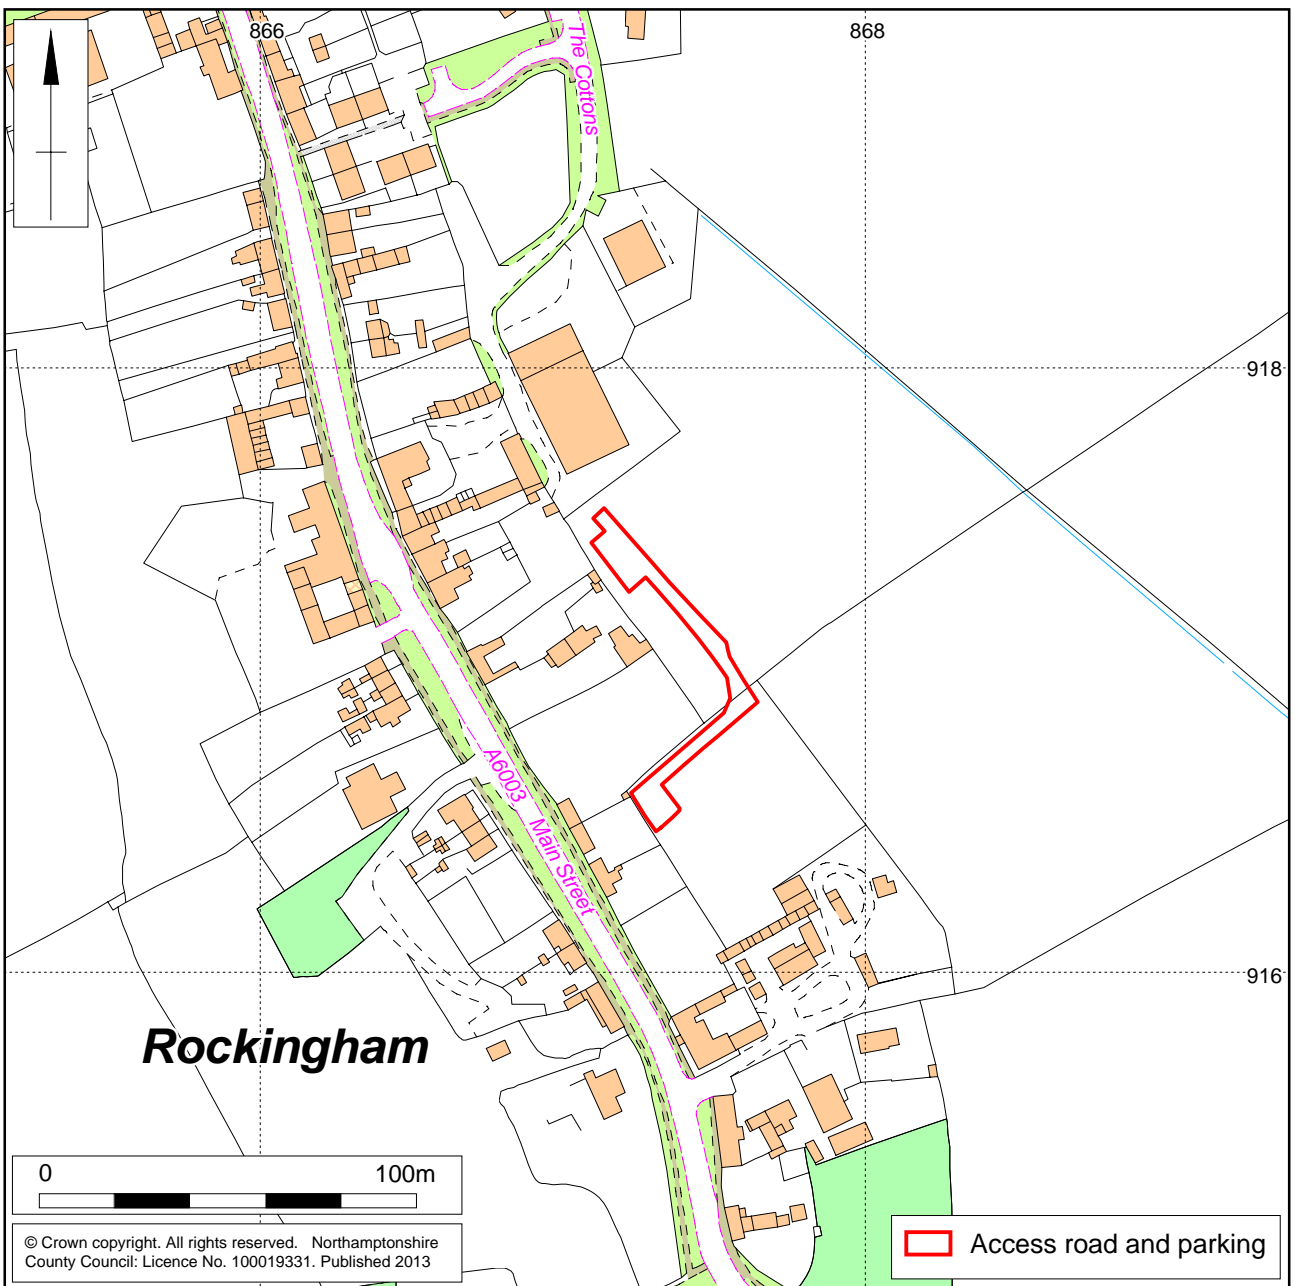 866
868
The Cottons
918
A6003
Main Street
916
Rockingham
0 100m
© Crown copyright. All rights reserved. Northamptonshire
County Council: Licence No. 100019331. Published 2013
Access road and parking